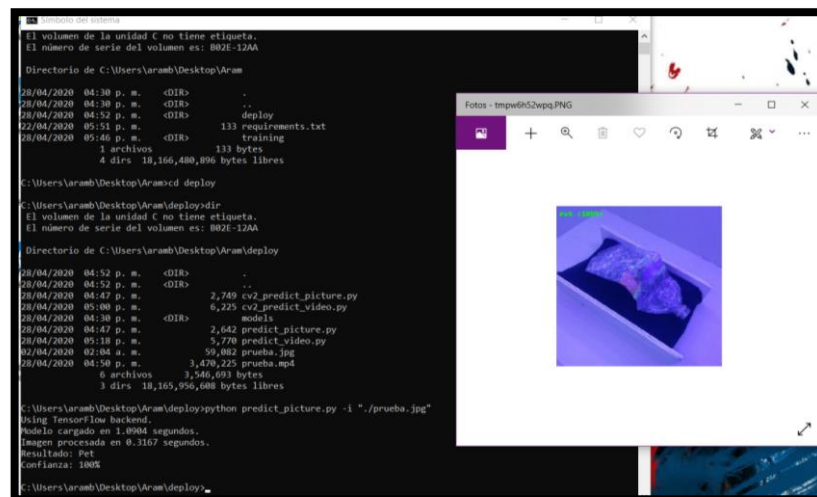 Símbolo del sistema
El volumen de la unidad C no tiene etiqueta.
El número de serie del volumen es: B02E-12AA
Directorio de C:\Users\aramb\Desktop\Aram
28/04/2020 04:30 p. m. <DIR> .
28/04/2020 04:30 p. m. <DIR> ..
28/04/2020 04:52 p. m. <DIR> deploy
22/04/2020 05:51 p. m. 133 requirements.txt
28/04/2020 05:46 p. m. <DIR> training
1 archivos 133 bytes
4 dirs 18,166,480,896 bytes libres
C:\Users\aramb\Desktop\Aram>cd deploy
C:\Users\aramb\Desktop\Aram\deploy>dir
El volumen de la unidad C no tiene etiqueta.
El número de serie del volumen es: B02E-12AA
Directorio de C:\Users\aramb\Desktop\Aram\deploy
28/04/2020 04:52 p. m. <DIR> .
28/04/2020 04:52 p. m. <DIR> ..
28/04/2020 04:47 p. m. 2,749 cv2_predict_picture.py
28/04/2020 05:00 p. m. 6,225 cv2_predict_video.py
28/04/2020 04:30 p. m. <DIR> models
28/04/2020 04:47 p. m. 2,642 predict_picture.py
28/04/2020 05:18 p. m. 5,770 predict_video.py
02/04/2020 02:04 a. m. 59,082 prueba.jpg
28/04/2020 04:50 p. m. 3,470,225 prueba.mp4
6 archivos 3,546,693 bytes
3 dirs 18,165,956,608 bytes libres
C:\Users\aramb\Desktop\Aram\deploy>python predict_picture.py -i "./prueba.jpg"
Using TensorFlow backend.
Modelo cargado en 1.0904 segundos.
Imagen procesada en 0.3167 segundos.
Resultado: Pet
Confianza: 100%
C:\Users\aramb\Desktop\Aram\deploy>
Fotos - tmpw6h52wpq.PNG